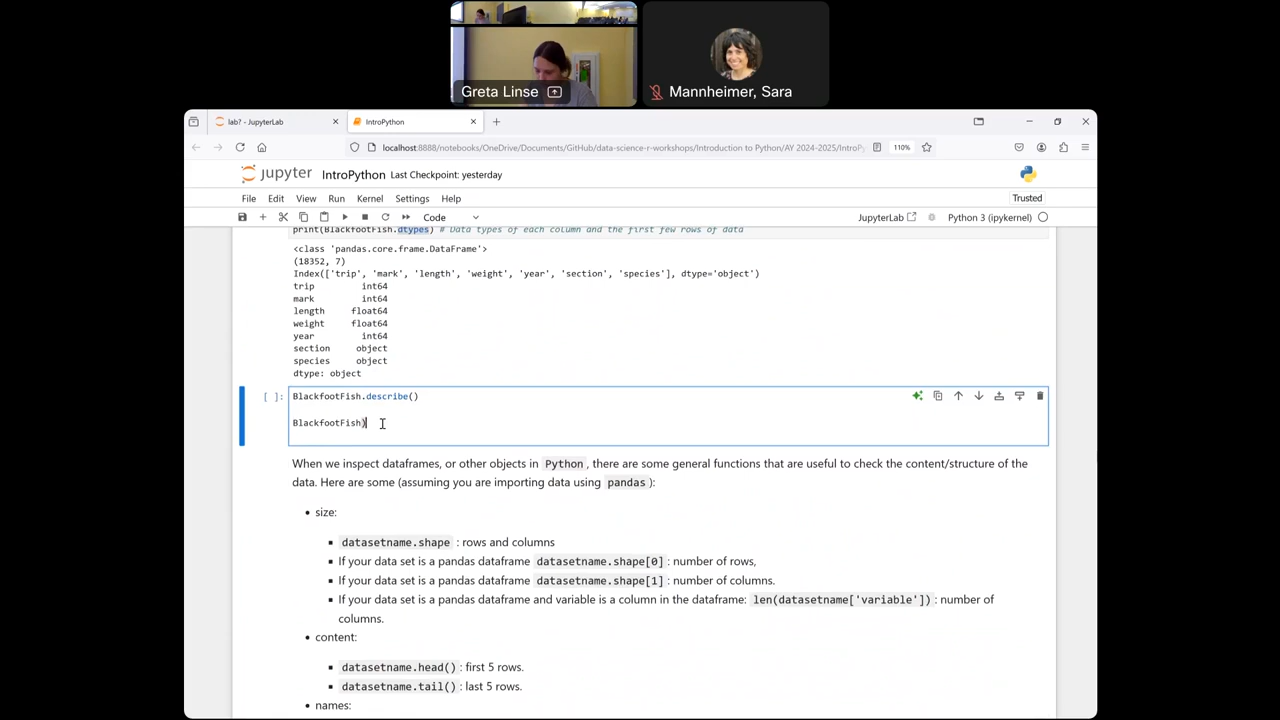 Greta Linse
Mannheimer, Sara
lab? - JupyterLab
IntroPython
localhost:8888/notebooks/OneDrive/Documents/GitHub/data-science-r-workshops/Introduction to Python/AY 2024-2025/IntroPy
110%
jupyter
IntroPython Last Checkpoint: yesterday
File Edit View Run Kernel Settings Help
Trusted
Code
JupyterLab
Python 3 (ipykernel)
print(BlackfootFish.dtypes) # Data types of each column and the first few rows of data
<class 'pandas.core.frame.DataFrame'>
(18352, 7)
Index(['trip', 'mark', 'length', 'weight', 'year', 'section', 'species'], dtype='object')
trip int64
mark int64
length float64
weight float64
year int64
section object
species object
dtype: object
[ ]: BlackfootFish.describe()
BlackfootFish)
When we inspect dataframes, or other objects in Python, there are some general functions that are useful to check the content/structure of the
data. Here are some (assuming you are importing data using pandas):
• size:
▪ datasetname.shape : rows and columns
▪ If your data set is a pandas dataframe datasetname.shape[0] : number of rows,
▪ If your data set is a pandas dataframe datasetname.shape[1] : number of columns.
▪ If your data set is a pandas dataframe and variable is a column in the dataframe: len(datasetname['variable']) : number of
columns.
• content:
▪ datasetname.head() : first 5 rows.
▪ datasetname.tail() : last 5 rows.
• names: